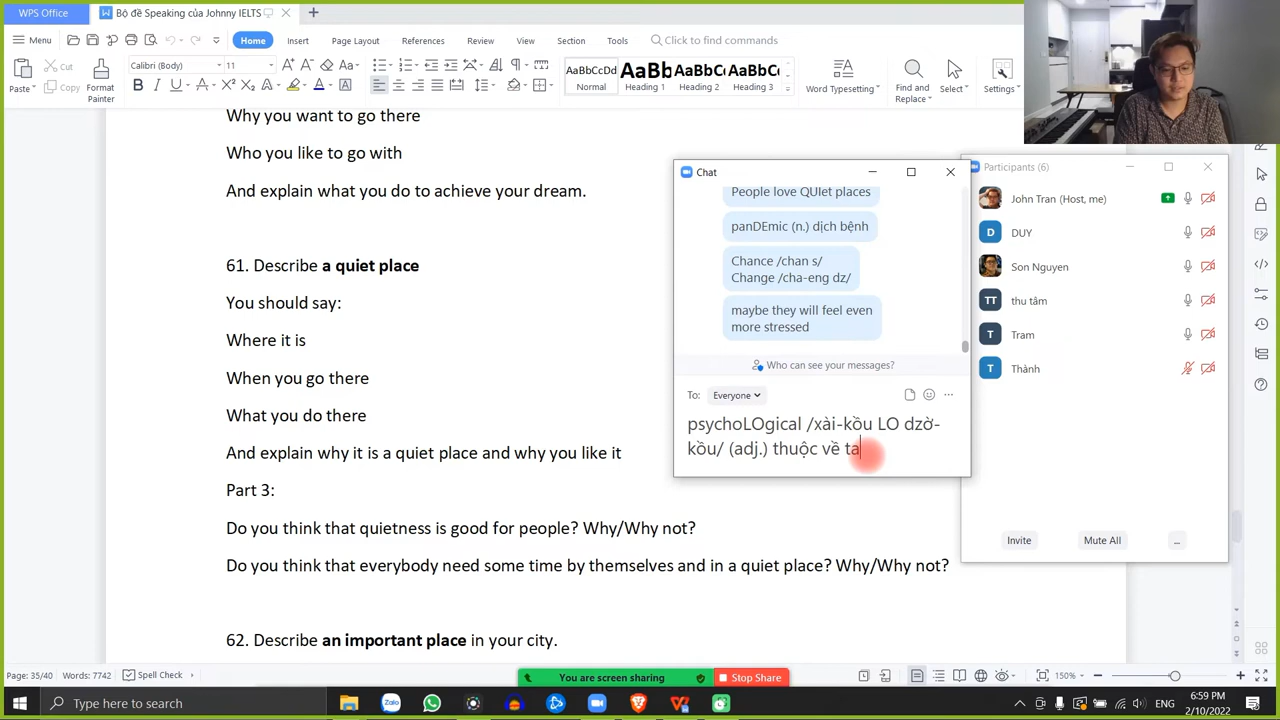 WPS Office
Bộ đề Speaking của Johnny IELTS
Menu
Home
Insert
Page Layout
References
Review
View
Section
Tools
Click to find commands
Paste
Cut
Copy
Format Painter
Calibri (Body)
11
AaBbCcDd
Normal
AaBb
Heading 1
AaBbC
Heading 2
AaBbC
Heading 3
Word Typesetting
Find and Replace
Select
Settings
Why you want to go there
Who you like to go with
And explain what you do to achieve your dream.
61. Describe a quiet place
You should say:
Where it is
When you go there
What you do there
And explain why it is a quiet place and why you like it
Part 3:
Do you think that quietness is good for people? Why/Why not?
Do you think that everybody need some time by themselves and in a quiet place? Why/Why not?
62. Describe an important place in your city.
Chat
People love QUIet places
panDEmic (n.) dịch bệnh
Chance /chan s/
Change /cha-eng dz/
maybe they will feel even
more stressed
Who can see your messages?
To: Everyone
psychoLOgical /xài-kồu LO dzờ-
kồu/ (adj.) thuộc về ta
Participants (6)
John Tran (Host, me)
D DUY
Son Nguyen
TT thu tâm
T Tram
T Thành
Invite
Mute All
...
Page: 35/40
Words: 7742
Spell Check
You are screen sharing
Stop Share
150%
Type here to search
Zalo
ENG
6:59 PM
2/10/2022